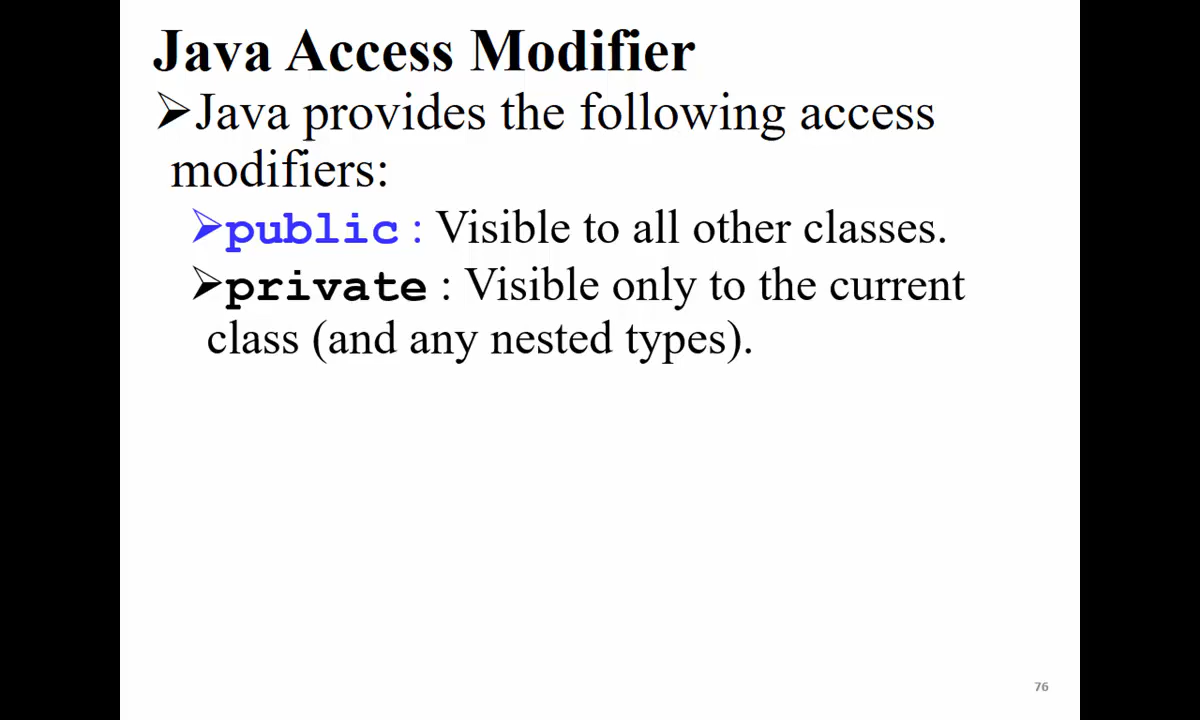 Java Access Modifier
➢Java provides the following access
modifiers:
➢public : Visible to all other classes.
➢private : Visible only to the current
class (and any nested types).
76